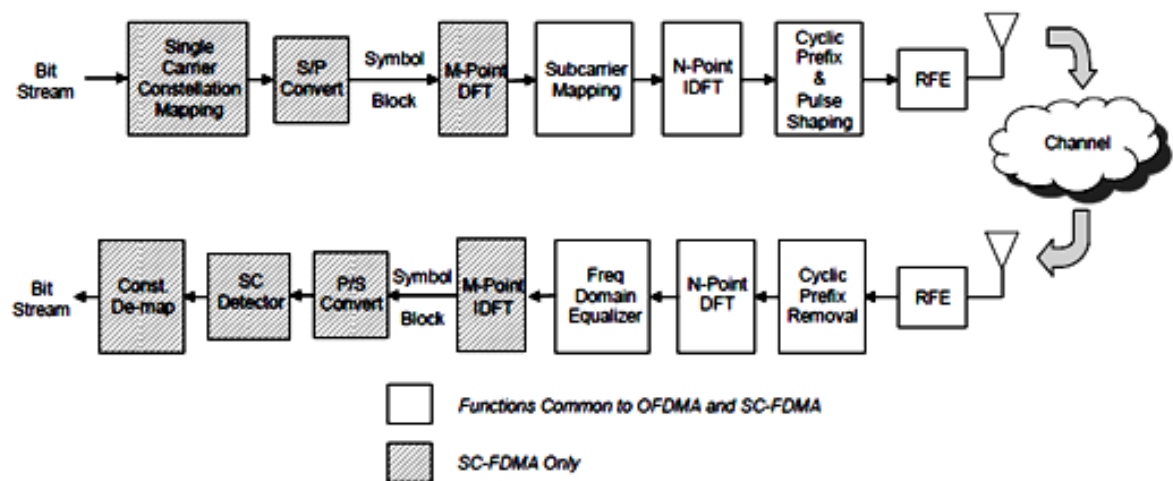 Bit
Stream
Single
Carrier
Constellation
Mapping
S/P
Convert
Symbol
Block
M-Point
DFT
Subcarrier
Mapping
N-Point
IDFT
Cyclic
Prefix
&
Pulse
Shaping
RFE
Channel
Bit
Stream
Const.
De-map
SC
Detector
P/S
Convert
Symbol
Block
M-Point
IDFT
Freq
Domain
Equalizer
N-Point
DFT
Cyclic
Prefix
Removal
RFE
Functions Common to OFDMA and SC-FDMA
SC-FDMA Only